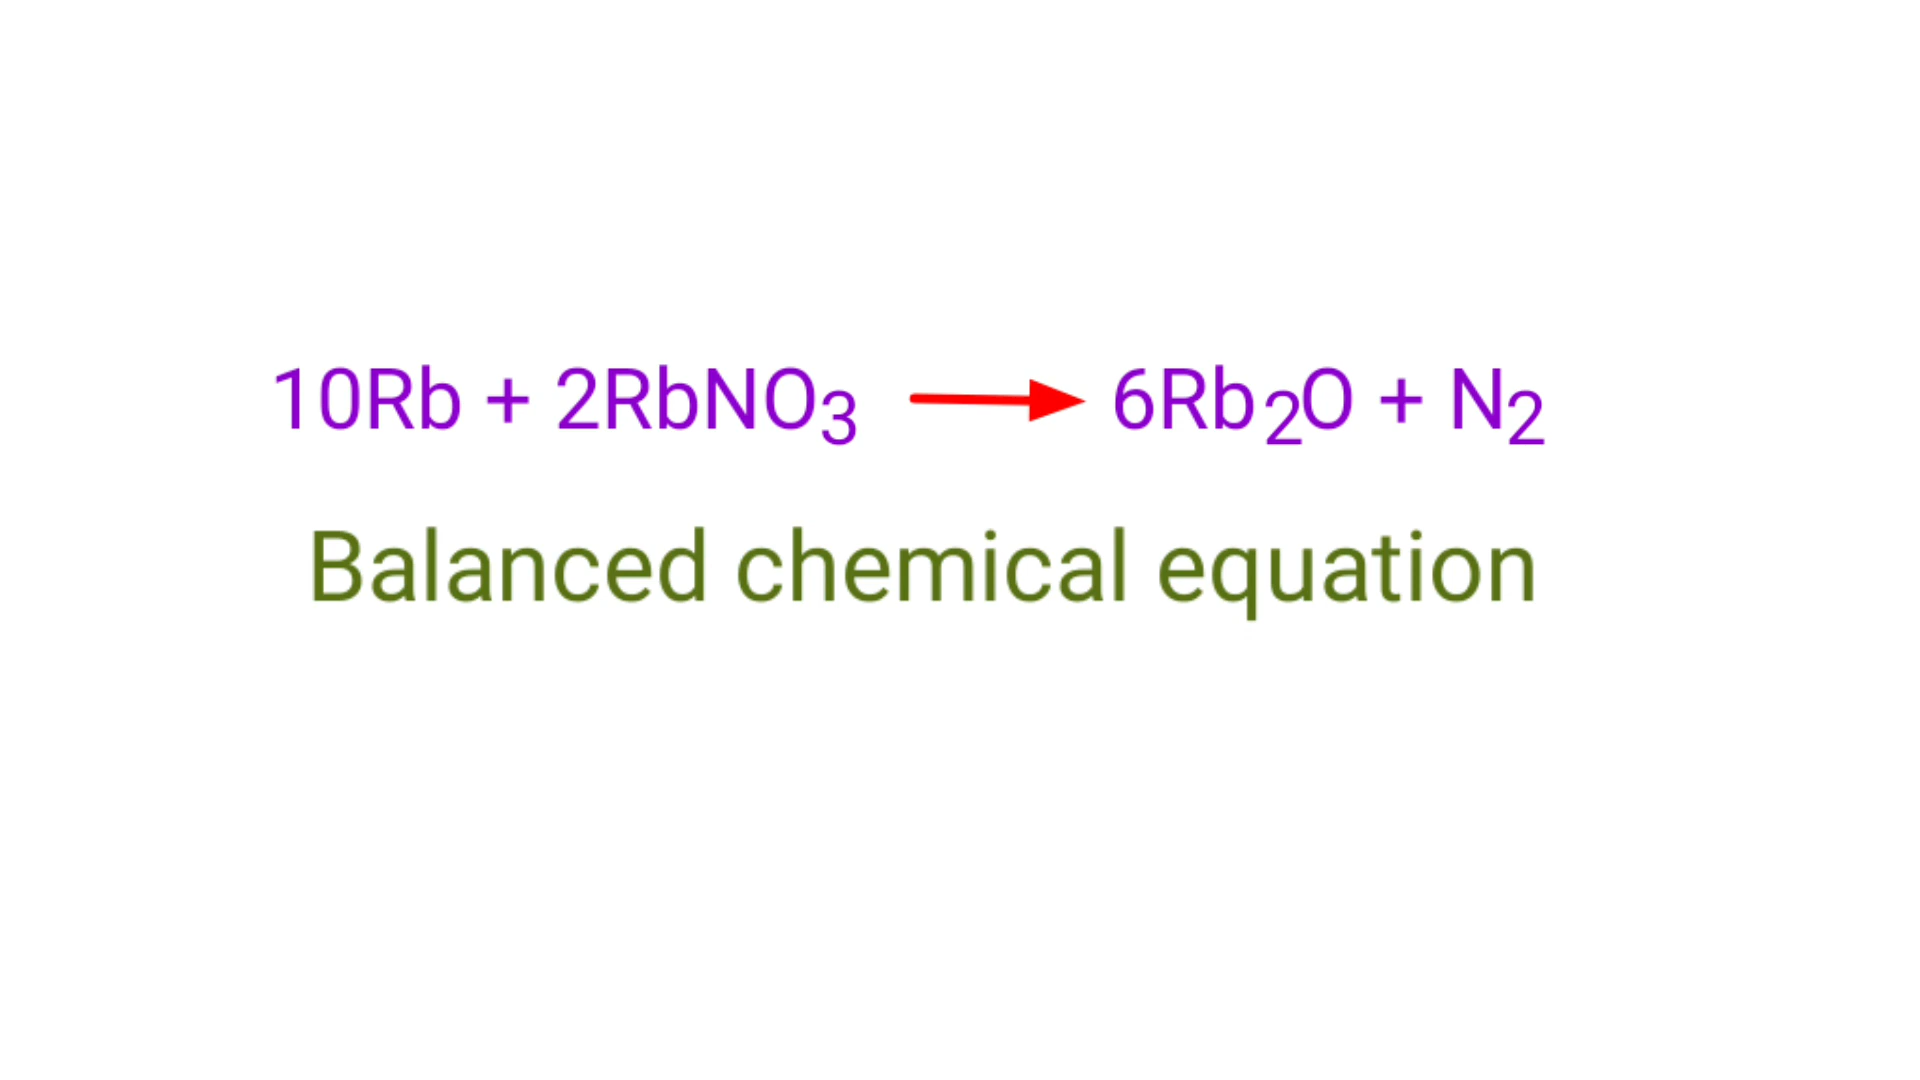 10Rb + 2RbNO₃ → 6Rb₂O + N₂
Balanced chemical equation